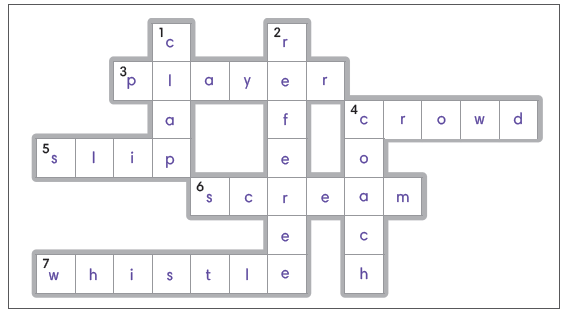 1 c 2 r
3 p l a y e r
a f 4 c r o w d
5 s l i p e o
6 s c r e a m
e c
7 w h i s t l e h